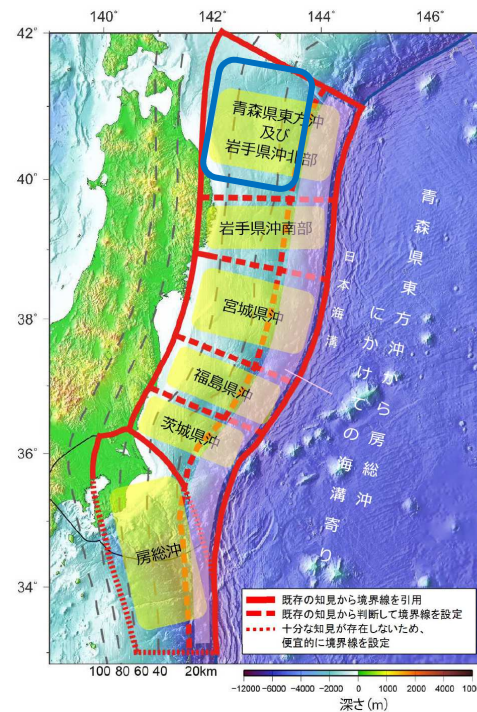 140°
142°
144°
146°
42°
40°
38°
36°
34°
青森県東方沖
及び
岩手県沖北部
岩手県沖南部
宮城県沖
福島県沖
茨城県沖
房総沖
日本海溝
青森県東方沖から房総沖
にかけての海溝寄り
既存の知見から境界線を引用
既存の知見から判断して境界線を設定
十分な知見が存在しないため、
便宜的に境界線を設定
100 80 60 40 20km
-12000 -8000 -6000 -4000 -2000 0 2000 4000
深さ(m)